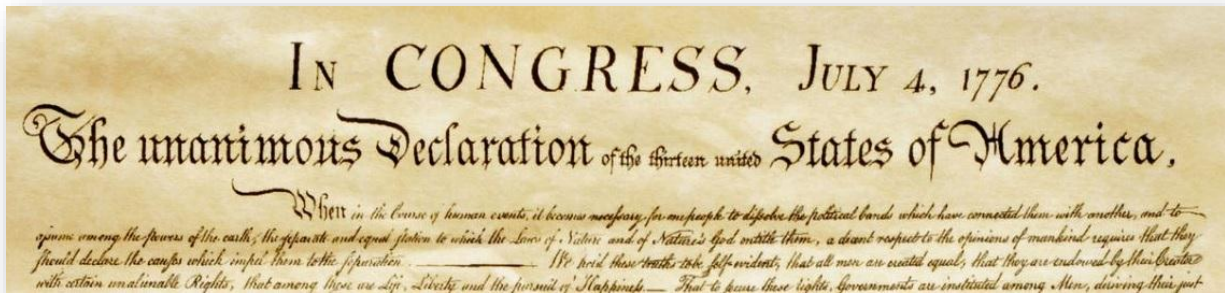 IN CONGRESS, JULY 4, 1776.
The unanimous Declaration of the thirteen united States of America,
When in the Course of human events, it becomes necessary for one people to dissolve the political bands which have connected them with another, and to
assume among the powers of the earth, the separate and equal station to which the Laws of Nature and of Nature's God entitle them, a decent respect to the opinions of mankind requires that they
should declare the causes which impel them to the separation. ——— We hold these truths to be self-evident, that all men are created equal, that they are endowed by their Creator
with certain unalienable Rights, that among these are Life, Liberty and the pursuit of Happiness.— That to secure these rights, Governments are instituted among Men, deriving their just